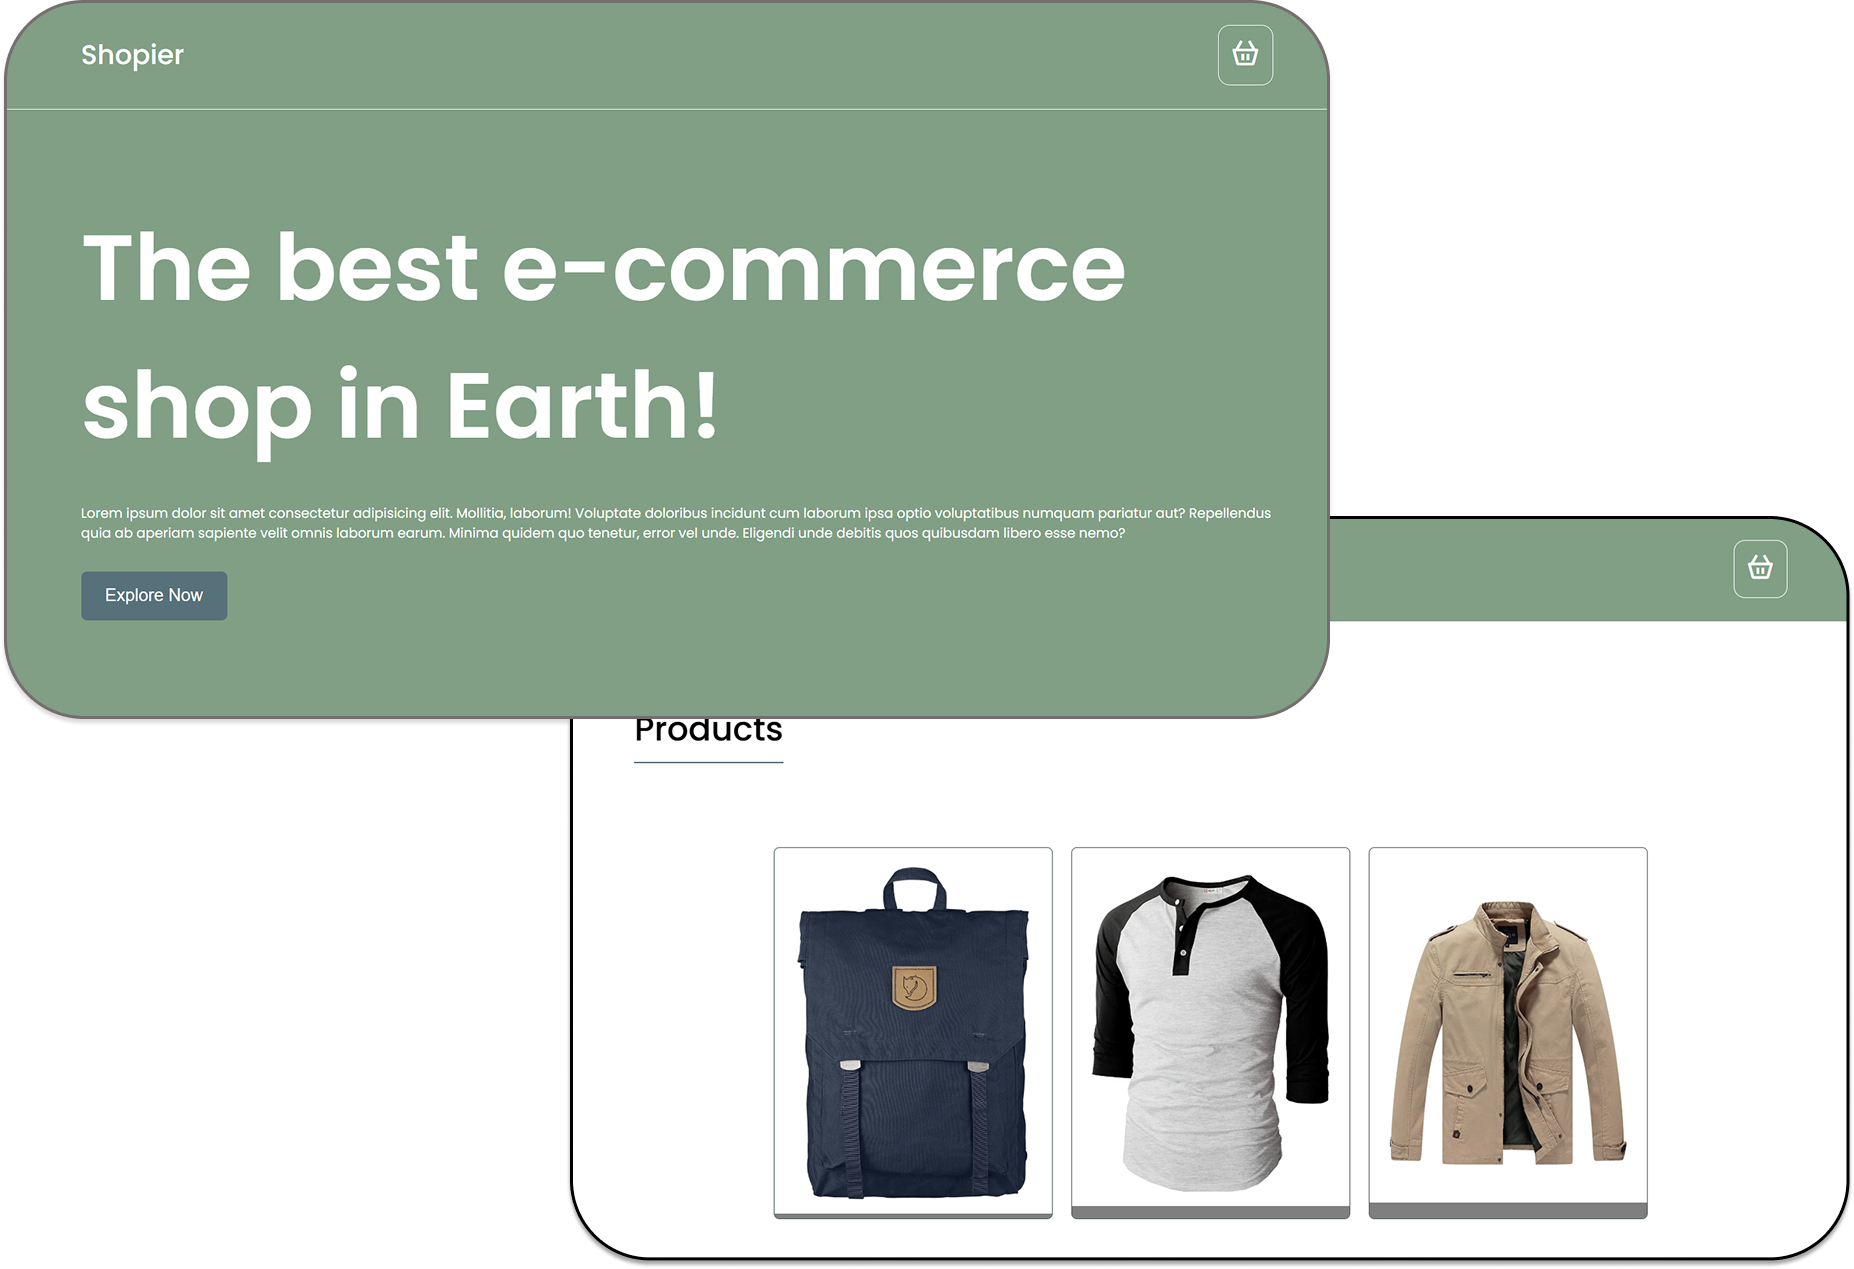 Shopier
The best e-commerce
shop in Earth!
Lorem ipsum dolor sit amet consectetur adipisicing elit. Mollitia, laborum! Voluptate doloribus incidunt cum laborum ipsa optio voluptatibus numquam pariatur aut? Repellendus
quia ab aperiam sapiente velit omnis laborum earum. Minima quidem quo tenetur, error vel unde. Eligendi unde debitis quos quibusdam libero esse nemo?
Explore Now
Products